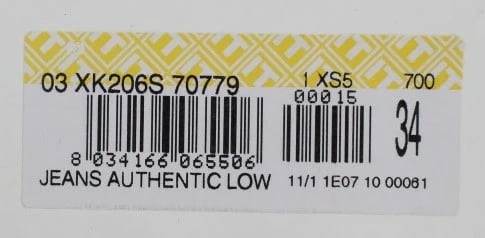 03 XK206S 70779 1 XS5 700
00015
34
8 034166 065506
JEANS AUTHENTIC LOW 11/1 1E07 10 00061